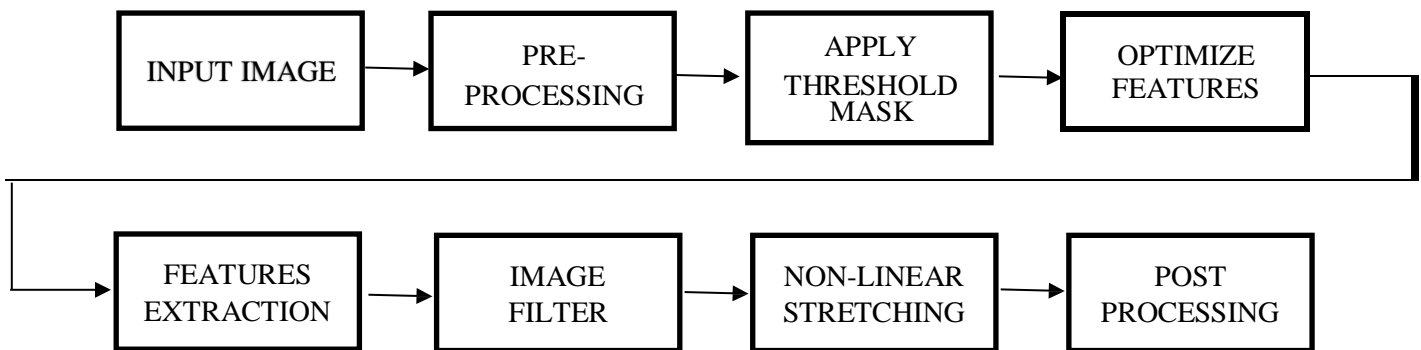 INPUT IMAGE
PRE-
PROCESSING
APPLY
THRESHOLD
MASK
OPTIMIZE
FEATURES
FEATURES
EXTRACTION
IMAGE
FILTER
NON-LINEAR
STRETCHING
POST
PROCESSING